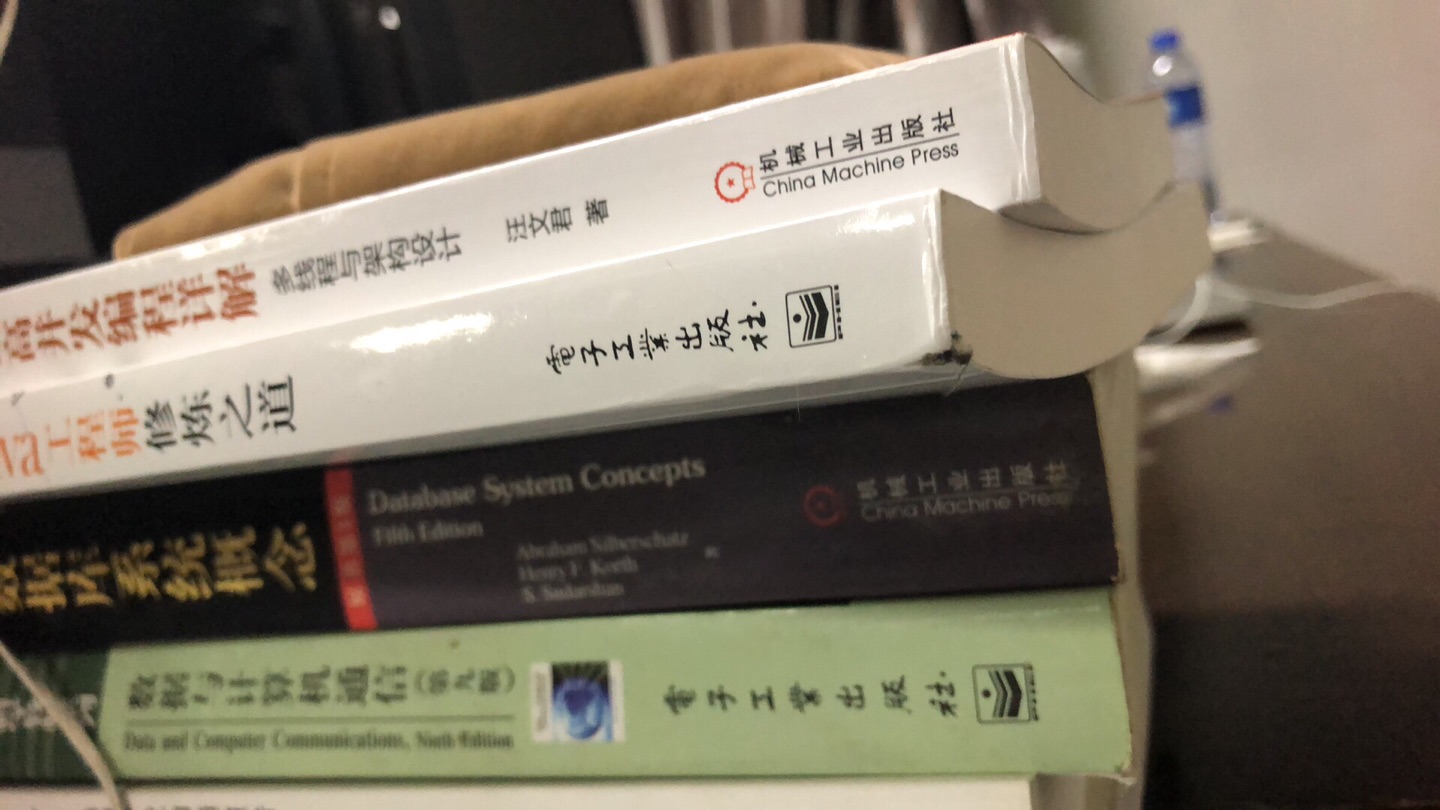 高并发编程详解
多线程与架构设计
汪文君 著
机械工业出版社
China Machine Press
工程师修炼之道
電子工業出版社
数据库系统概念
Database System Concepts
Fifth Edition
Abraham Silberschatz
Henry F. Korth
S. Sudarshan
机械工业出版社
China Machine Press
数据与计算机通信(第九版)
Data and Computer Communications, Ninth Edition
電子工業出版社